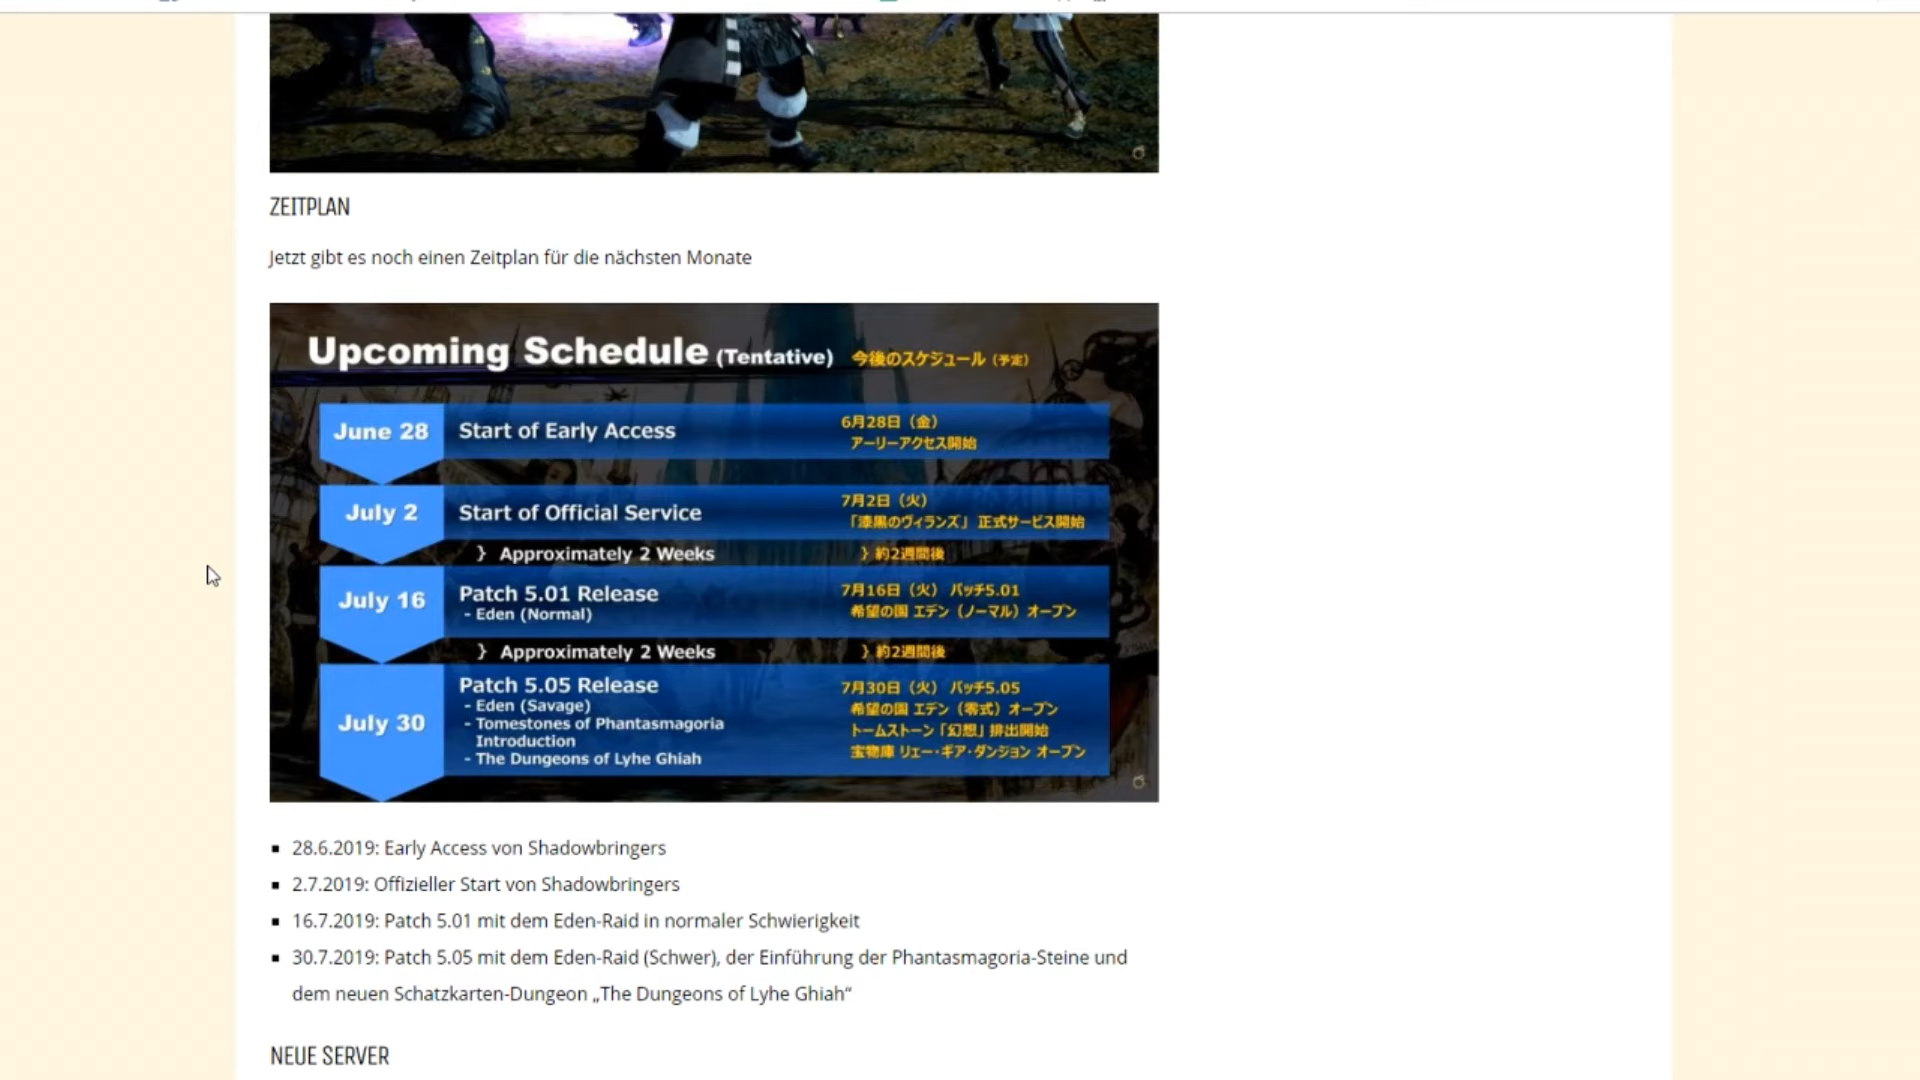 ZEITPLAN
Jetzt gibt es noch einen Zeitplan für die nächsten Monate
Upcoming Schedule (Tentative) 今後のスケジュール（予定）
June 28
Start of Early Access
6月28日（金）
アーリーアクセス開始
July 2
Start of Official Service
7月2日（火）
「漆黒のヴィランズ」 正式サービス開始
} Approximately 2 Weeks
} 約2週間後
July 16
Patch 5.01 Release
- Eden (Normal)
7月16日（火） パッチ5.01
希望の園 エデン（ノーマル）オープン
} Approximately 2 Weeks
} 約2週間後
July 30
Patch 5.05 Release
- Eden (Savage)
- Tomestones of Phantasmagoria
Introduction
- The Dungeons of Lyhe Ghiah
7月30日（火） パッチ5.05
希望の園 エデン（零式）オープン
トームストーン「幻想」排出開始
宝物庫 リェー・ギア・ダンジョン オープン
▪ 28.6.2019: Early Access von Shadowbringers
▪ 2.7.2019: Offizieller Start von Shadowbringers
▪ 16.7.2019: Patch 5.01 mit dem Eden-Raid in normaler Schwierigkeit
▪ 30.7.2019: Patch 5.05 mit dem Eden-Raid (Schwer), der Einführung der Phantasmagoria-Steine und
dem neuen Schatzkarten-Dungeon „The Dungeons of Lyhe Ghiah“
NEUE SERVER